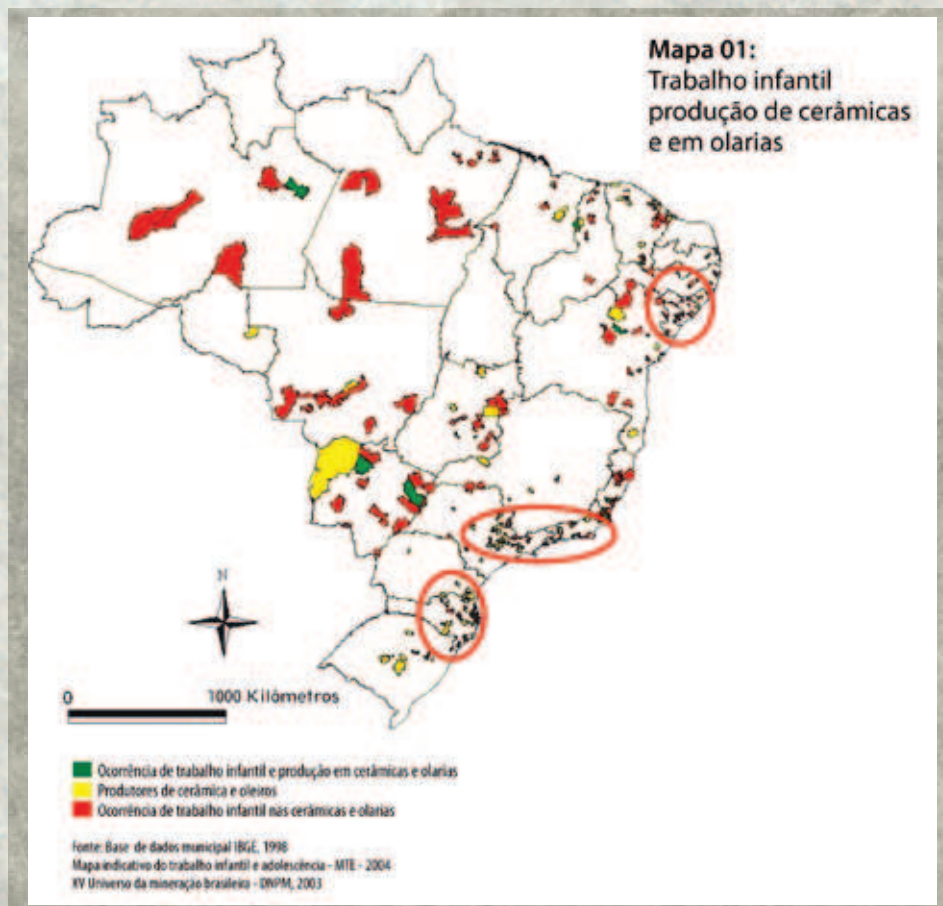 Mapa 01:
Trabalho infantil
produção de cerâmicas
e em olarias
N
0 1000 Kilômetros
Ocorrência de trabalho infantil e produção em cerâmicas e olarias
Produtores de cerâmica e oleiros
Ocorrência de trabalho infantil nas cerâmicas e olarias
Fonte: Base de dados municipal IBGE, 1998
Mapa indicativo do trabalho infantil e adolescência - MTE - 2004
XV Universo da mineração brasileira - DNPM, 2003